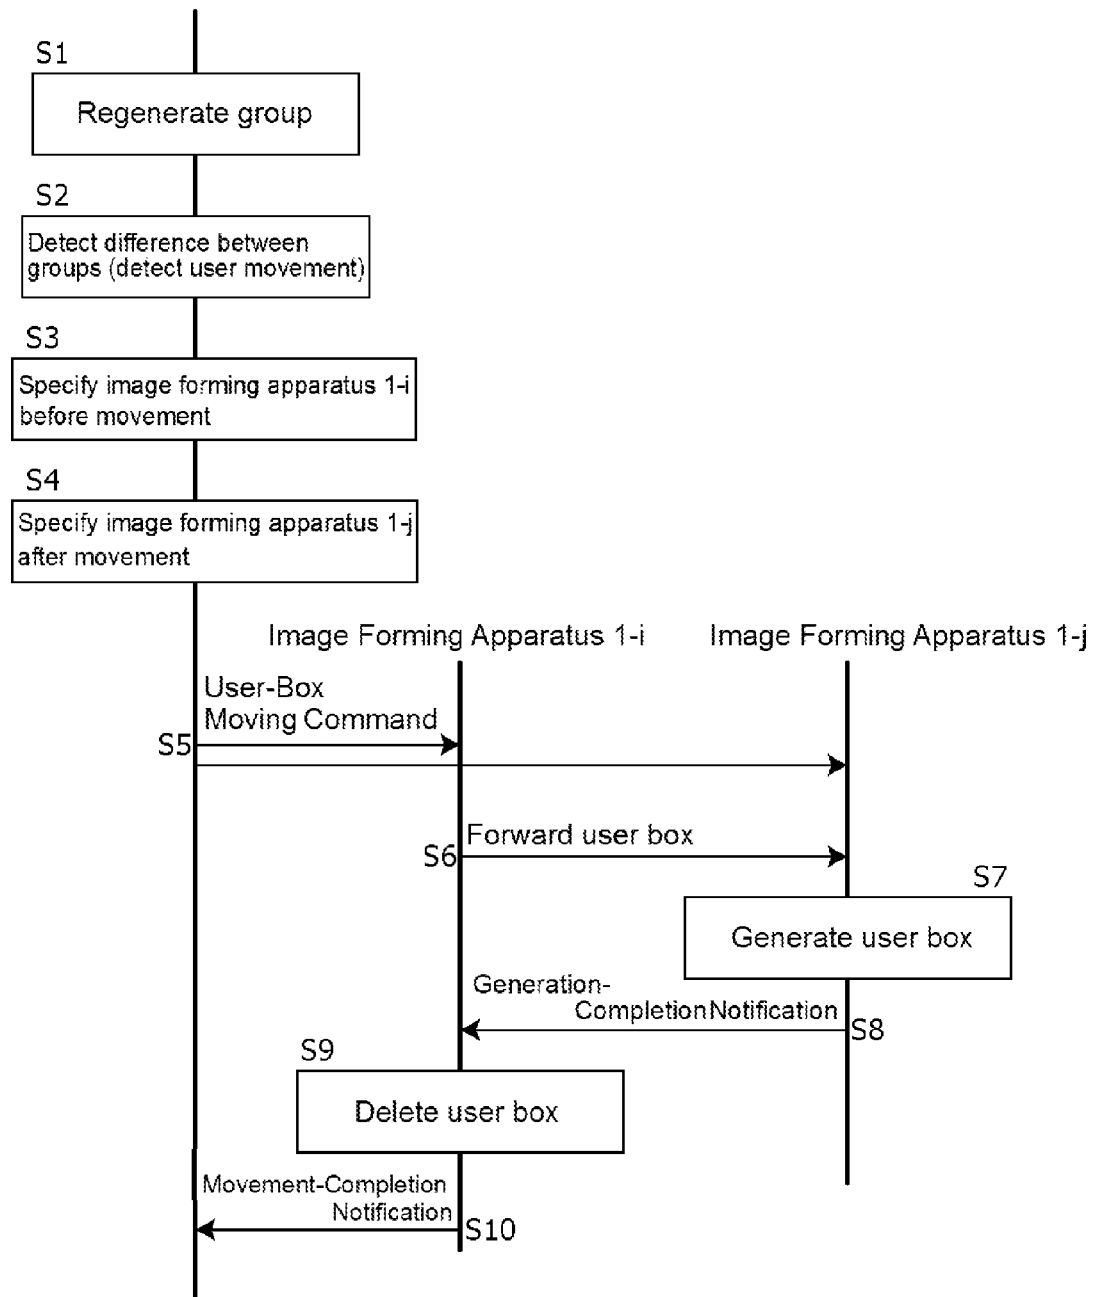 S1
Regenerate group
S2
Detect difference between
groups (detect user movement)
S3
Specify image forming apparatus 1-i
before movement
S4
Specify image forming apparatus 1-j
after movement
Image Forming Apparatus 1-i
Image Forming Apparatus 1-j
User-Box
Moving Command
S5
Forward user box
S6
S7
Generate user box
Generation-
Completion Notification
S8
S9
Delete user box
Movement-Completion
Notification
S10